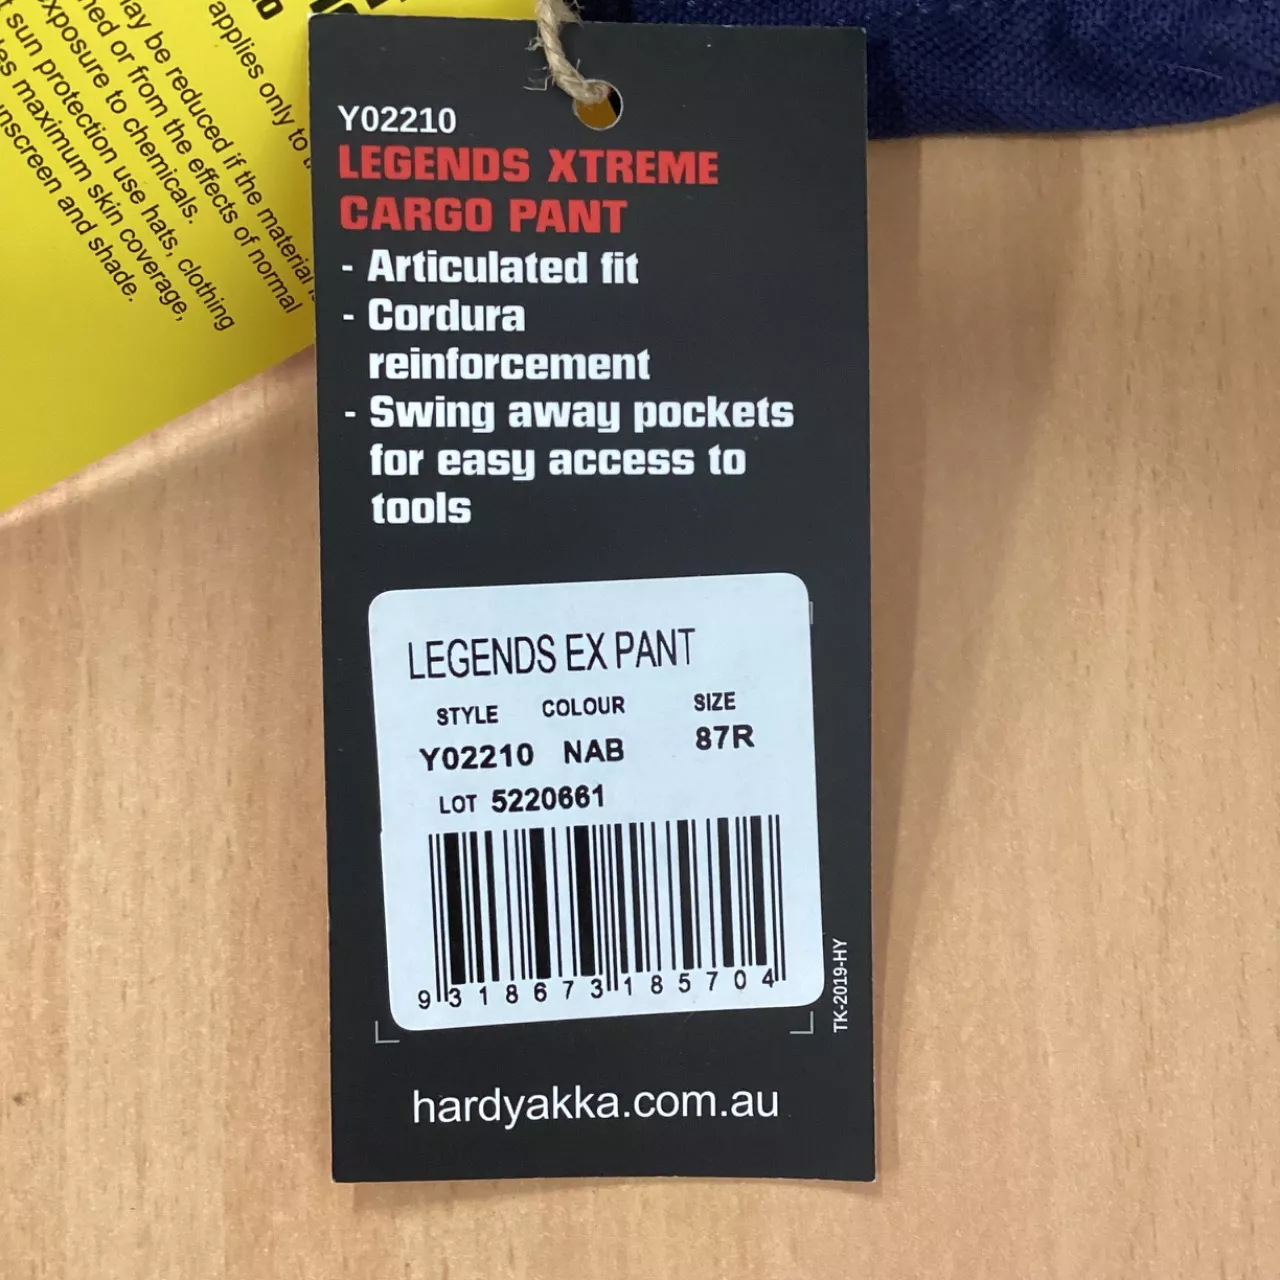 applies only to
may be reduced if the material is
or from the effects of normal
exposure to chemicals.
sun protection use hats, clothing
maximum skin coverage,
and shade.
Y02210
LEGENDS XTREME
CARGO PANT
- Articulated fit
- Cordura
reinforcement
- Swing away pockets
for easy access to
tools
LEGENDS EX PANT
STYLE COLOUR SIZE
Y02210 NAB 87R
LOT 5220661
9 318673 185704
TK-2019-HY
hardyakka.com.au